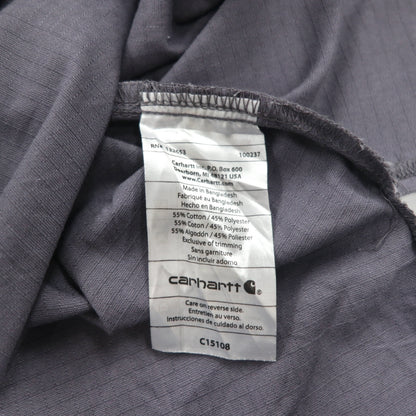 RN# 100237
Carhartt Inc. P.O. Box 600
Dearborn, MI 48121 USA
www.Carhartt.com
Made in Bangladesh
Fabriqué au Bangladesh
Hecho en Bangladesh
55% Cotton / 45% Polyester
55% Coton / 45% Polyester
55% Algodón / 45% Poliester
Exclusive of trimming
Sans garniture
Sin incluir adorno
carhartt
Care on reverse side.
Entretien au verso.
Instrucciones de cuidado al dorso.
C15108